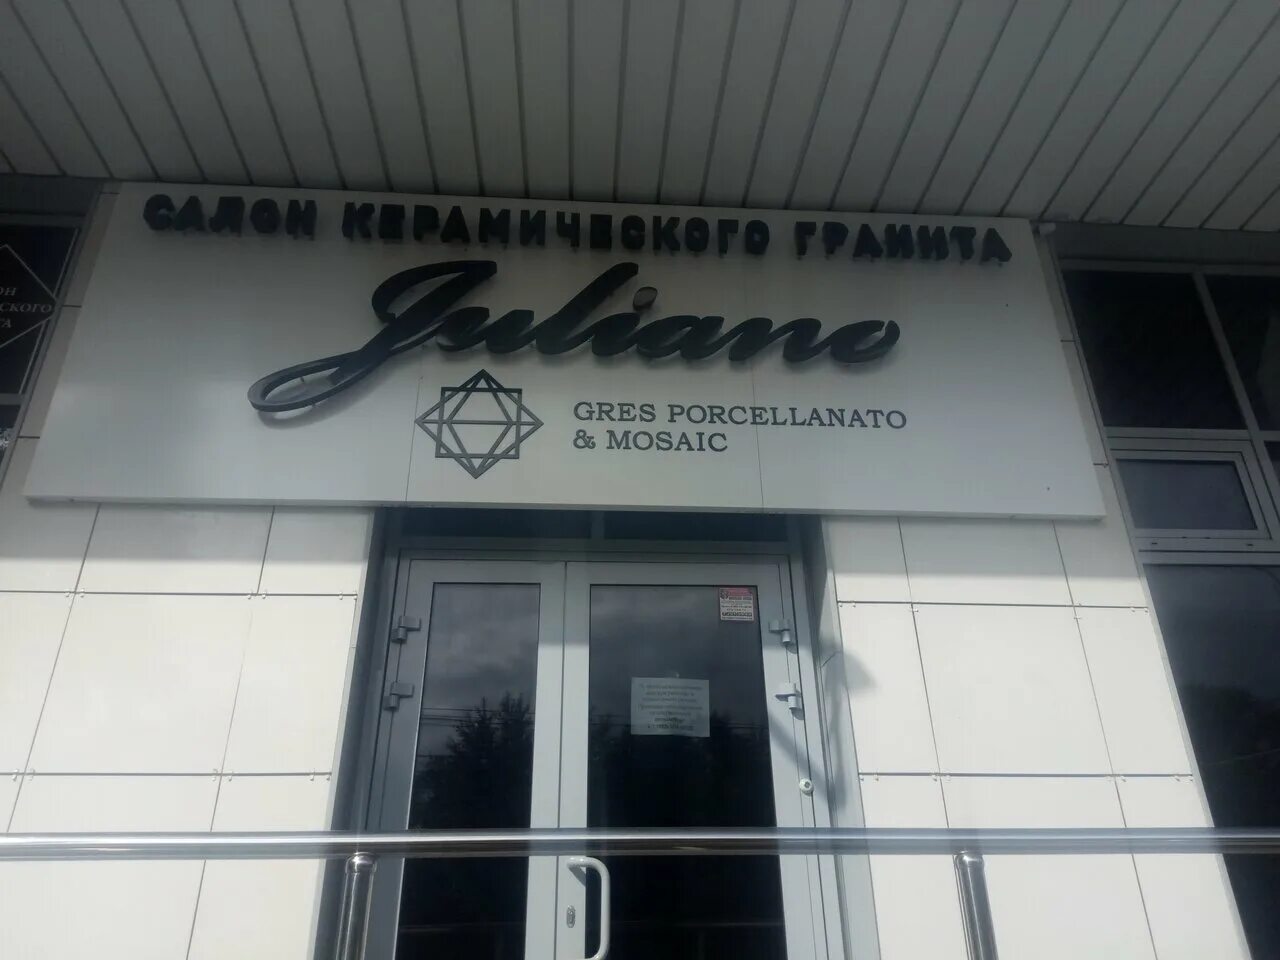 САЛОН КЕРАМИЧЕСКОГО ГРАНИТА
Juliano
GRES PORCELLANATO
& MOSAIC